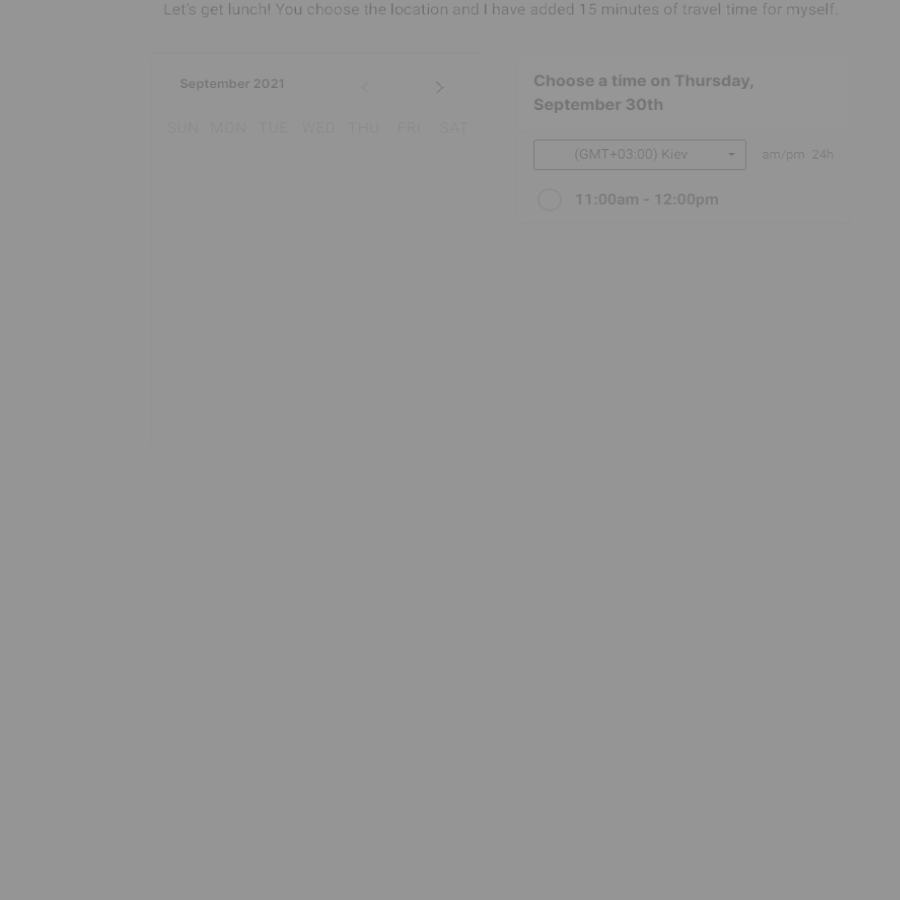 Let's get lunch! You choose the location and I have added 15 minutes of travel time for myself.
September 2021
SUN MON TUE WED THU FRI SAT
Choose a time on Thursday,
September 30th
(GMT+03:00) Kiev
am/pm 24h
11:00am - 12:00pm